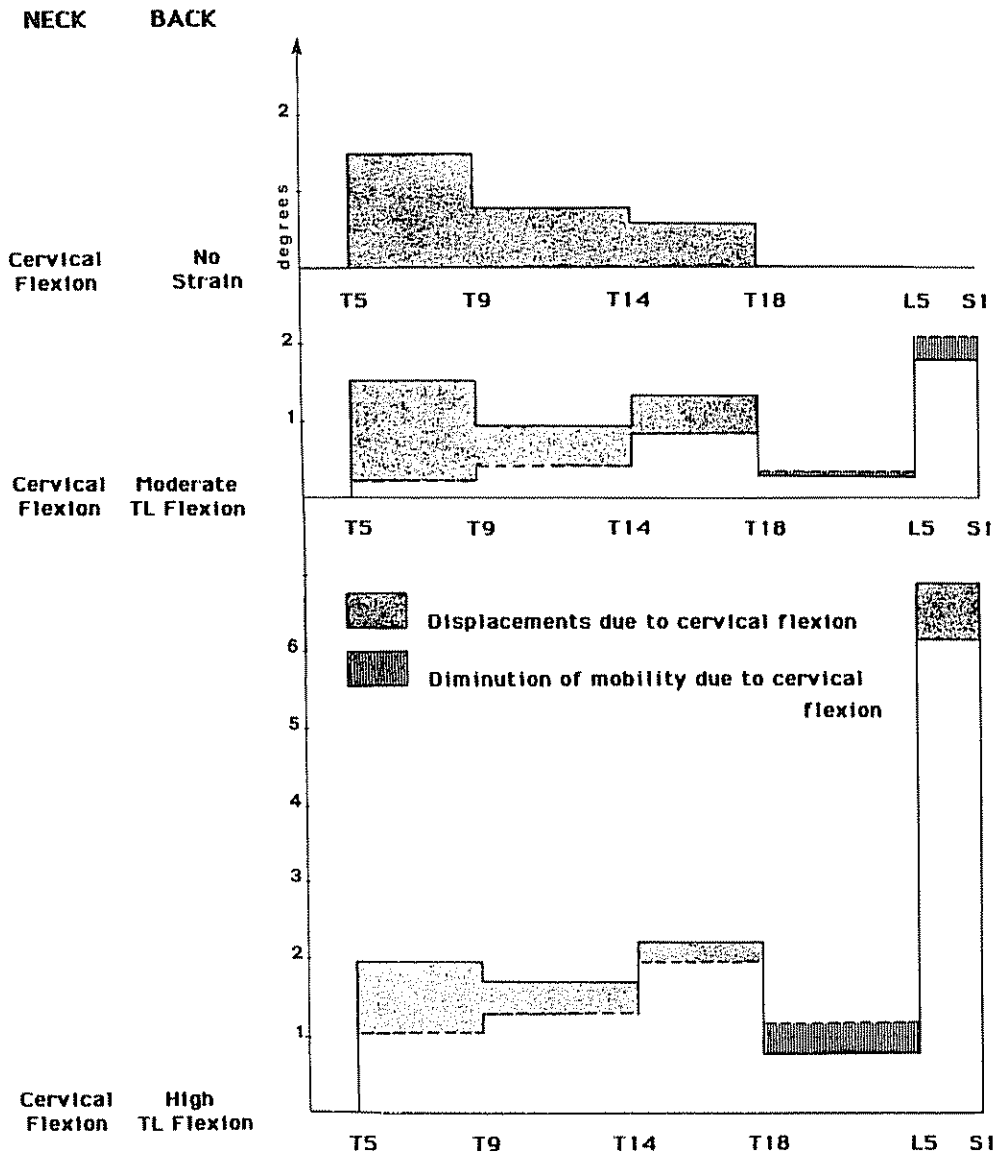 NECK BACK
2
degrees
Cervical Flexion
No Strain
T5 T9 T14 T18 L5 S1
2
1
Cervical Flexion
Moderate TL Flexion
T5 T9 T14 T18 L5 S1
Displacements due to cervical flexion
Diminution of mobility due to cervical
flexion
6
5
4
3
2
1
Cervical Flexion
High TL Flexion
T5 T9 T14 T18 L5 S1